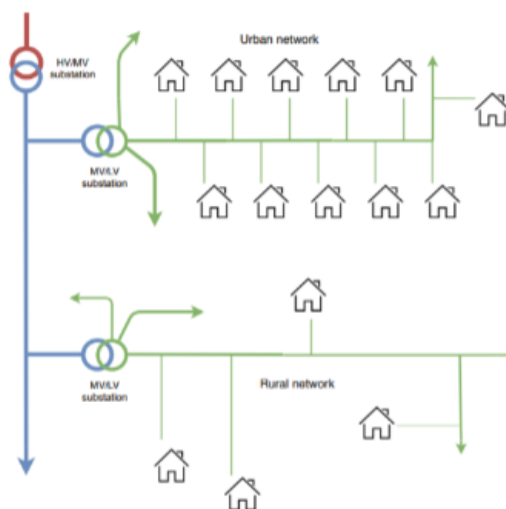 Urban network
HV/MV
substation
MV/LV
substation
MV/LV
substation
Rural network